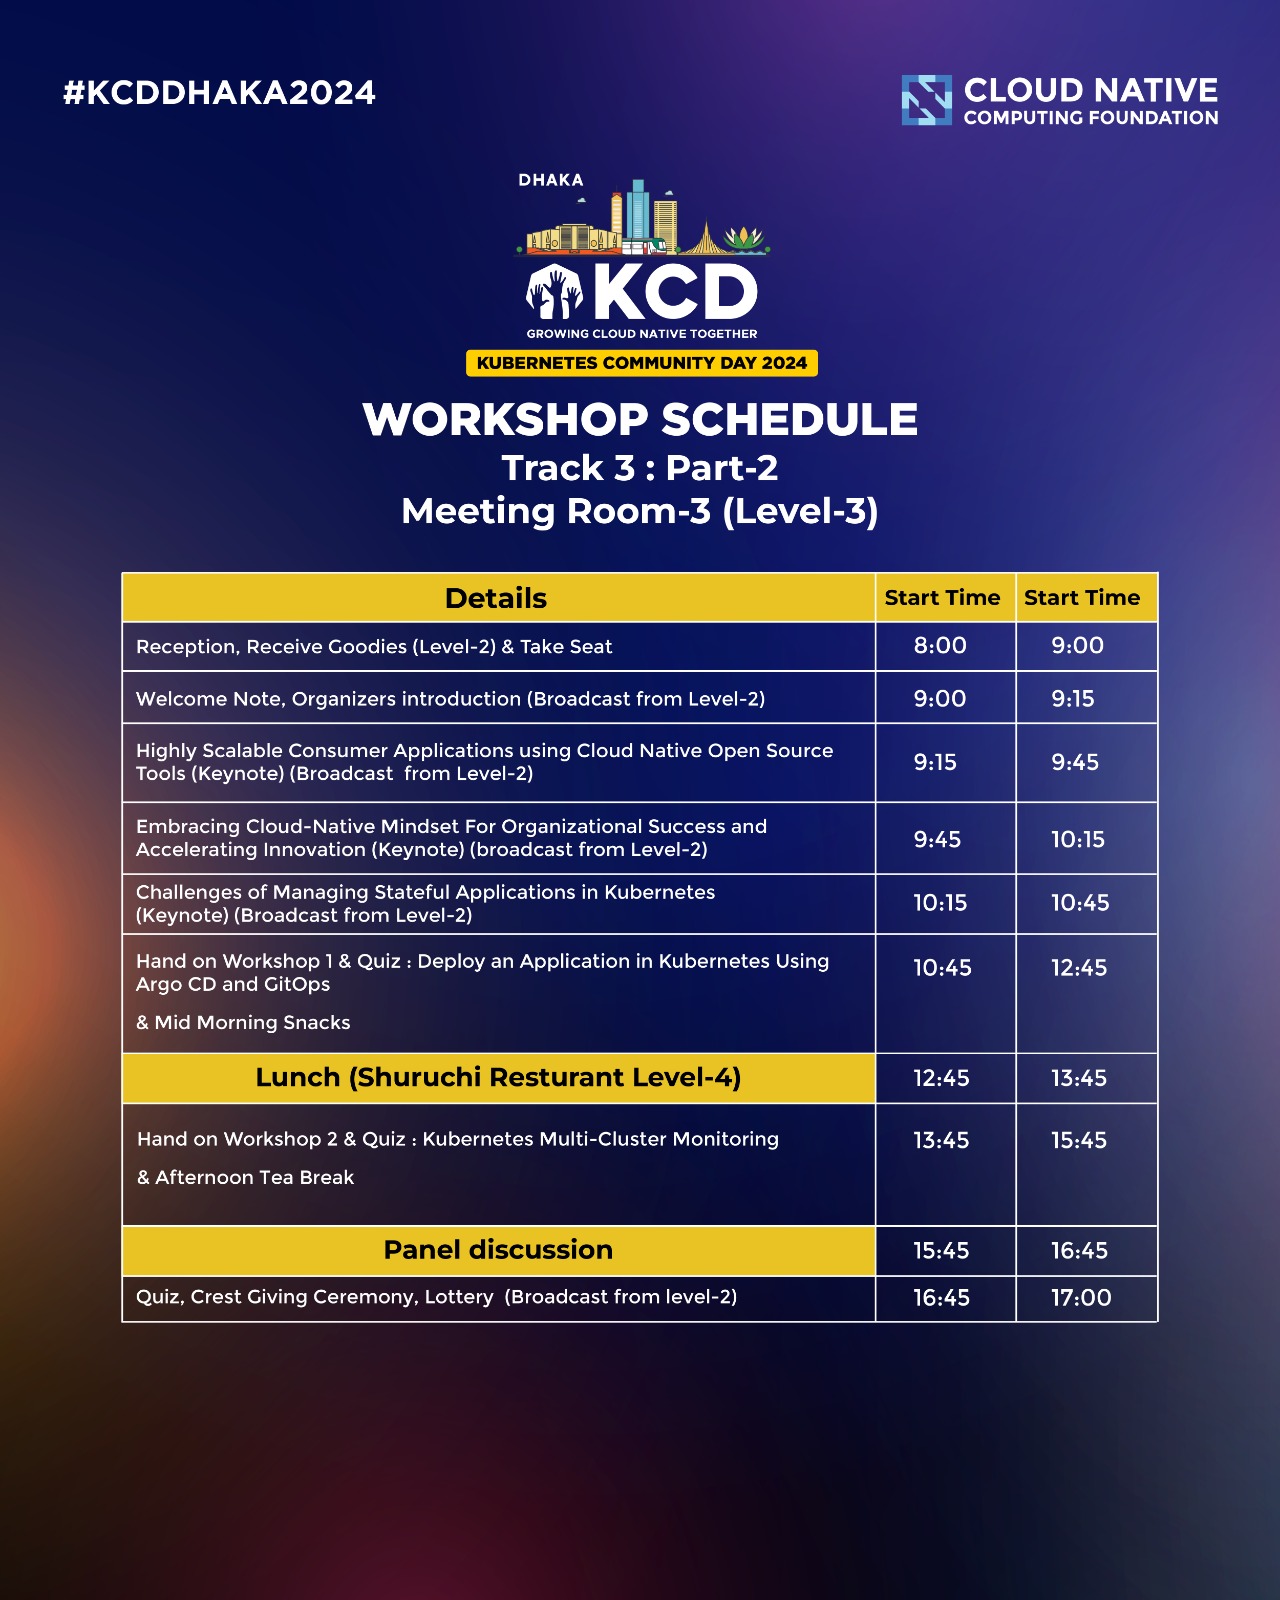 #KCDDHAKA2024
CLOUD NATIVE
COMPUTING FOUNDATION
DHAKA
KCD
GROWING CLOUD NATIVE TOGETHER
KUBERNETES COMMUNITY DAY 2024
WORKSHOP SCHEDULE
Track 3 : Part-2
Meeting Room-3 (Level-3)
Details Start Time Start Time
Reception, Receive Goodies (Level-2) & Take Seat 8:00 9:00
Welcome Note, Organizers introduction (Broadcast from Level-2) 9:00 9:15
Highly Scalable Consumer Applications using Cloud Native Open Source
Tools (Keynote) (Broadcast from Level-2) 9:15 9:45
Embracing Cloud-Native Mindset For Organizational Success and
Accelerating Innovation (Keynote) (broadcast from Level-2) 9:45 10:15
Challenges of Managing Stateful Applications in Kubernetes
(Keynote) (Broadcast from Level-2) 10:15 10:45
Hand on Workshop 1 & Quiz : Deploy an Application in Kubernetes Using 10:45 12:45
Argo CD and GitOps
& Mid Morning Snacks
Lunch (Shuruchi Resturant Level-4) 12:45 13:45
Hand on Workshop 2 & Quiz : Kubernetes Multi-Cluster Monitoring 13:45 15:45
& Afternoon Tea Break
Panel discussion 15:45 16:45
Quiz, Crest Giving Ceremony, Lottery (Broadcast from level-2) 16:45 17:00